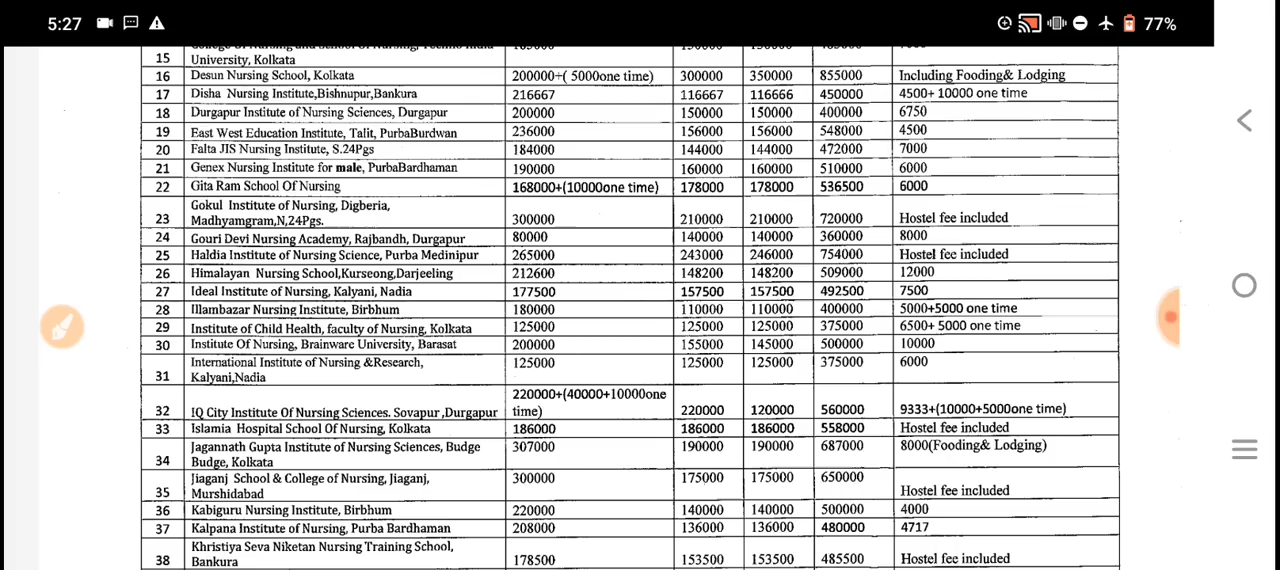 5:27 77%
15 University, Kolkata
16 Desun Nursing School, Kolkata 200000+( 5000one time) 300000 350000 855000 Including Fooding& Lodging
17 Disha Nursing Institute,Bishnupur,Bankura 216667 116667 116666 450000 4500+ 10000 one time
18 Durgapur Institute of Nursing Sciences, Durgapur 200000 150000 150000 400000 6750
19 East West Education Institute, Talit, PurbaBurdwan 236000 156000 156000 548000 4500
20 Falta JIS Nursing Institute, S.24Pgs 184000 144000 144000 472000 7000
21 Genex Nursing Institute for male, PurbaBardhaman 190000 160000 160000 510000 6000
22 Gita Ram School Of Nursing 168000+(10000one time) 178000 178000 536500 6000
Gokul Institute of Nursing, Digberia,
23 Madhyamgram,N,24Pgs. 300000 210000 210000 720000 Hostel fee included
24 Gouri Devi Nursing Academy, Rajbandh, Durgapur 80000 140000 140000 360000 8000
25 Haldia Institute of Nursing Science, Purba Medinipur 265000 243000 246000 754000 Hostel fee included
26 Himalayan Nursing School,Kurseong,Darjeeling 212600 148200 148200 509000 12000
27 Ideal Institute of Nursing, Kalyani, Nadia 177500 157500 157500 492500 7500
28 Illambazar Nursing Institute, Birbhum 180000 110000 110000 400000 5000+5000 one time
29 Institute of Child Health, faculty of Nursing, Kolkata 125000 125000 125000 375000 6500+ 5000 one time
30 Institute Of Nursing, Brainware University, Barasat 200000 155000 145000 500000 10000
International Institute of Nursing &Research, 125000 125000 125000 375000 6000
31 Kalyani,Nadia
220000+(40000+10000one
32 IQ City Institute Of Nursing Sciences. Sovapur ,Durgapur time) 220000 120000 560000 9333+(10000+5000one time)
33 Islamia Hospital School Of Nursing, Kolkata 186000 186000 186000 558000 Hostel fee included
Jagannath Gupta Institute of Nursing Sciences, Budge 307000 190000 190000 687000 8000(Fooding& Lodging)
34 Budge, Kolkata
Jiaganj School & College of Nursing, Jiaganj, 300000 175000 175000 650000
35 Murshidabad Hostel fee included
36 Kabiguru Nursing Institute, Birbhum 220000 140000 140000 500000 4000
37 Kalpana Institute of Nursing, Purba Bardhaman 208000 136000 136000 480000 4717
Khristiya Seva Niketan Nursing Training School,
38 Bankura 178500 153500 153500 485500 Hostel fee included